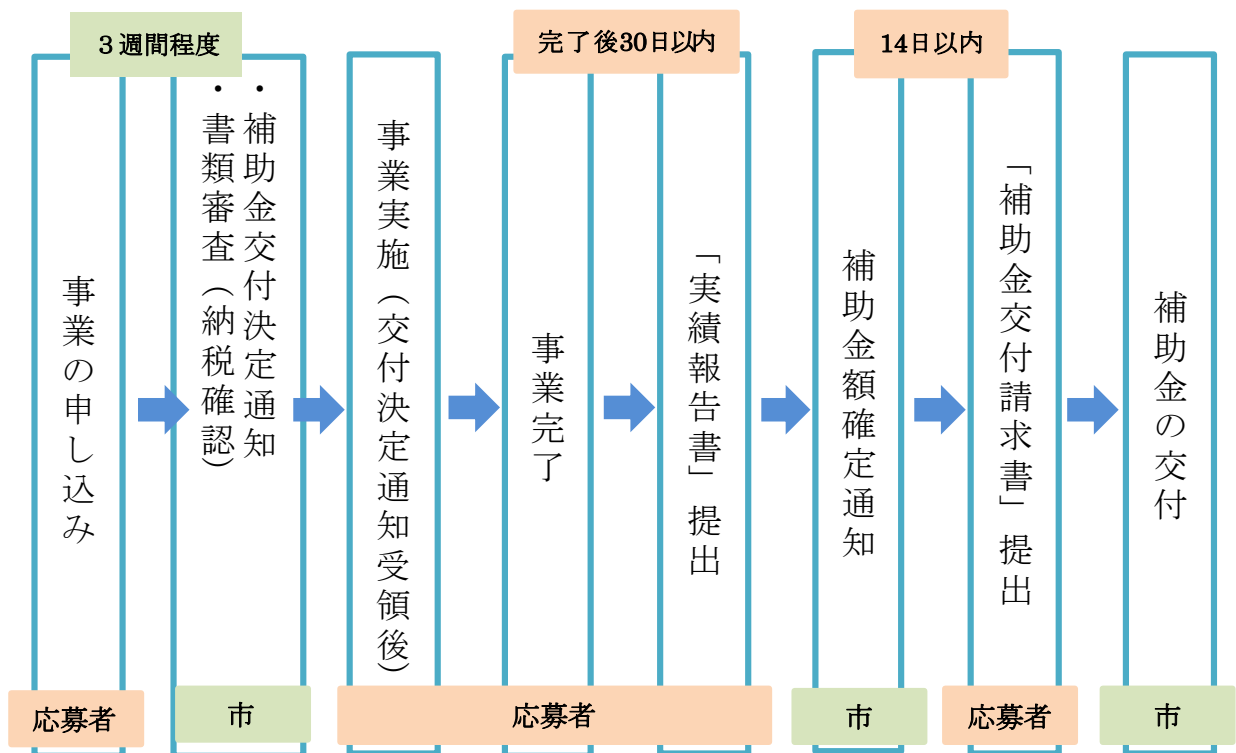 ３週間程度
完了後30日以内
14日以内
事業の申し込み
・補助金交付決定通知
・書類審査（納税確認）
事業実施（交付決定通知受領後）
事業完了
「実績報告書」提出
補助金額確定通知
「補助金交付請求書」提出
補助金の交付
応募者
市
応募者
市
応募者
市